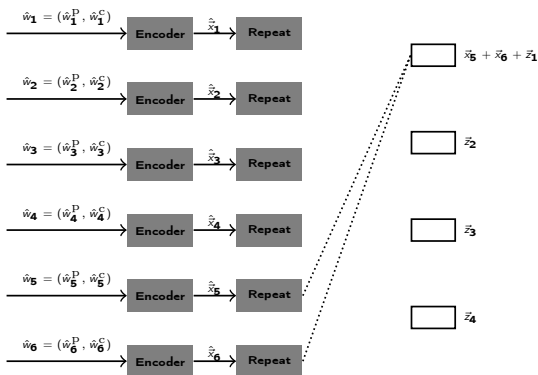 ŵ₁ = (ŵ₁ᵖ, ŵ₁ᶜ) Encoder x⃗̂₁ Repeat
x⃗₅ + x⃗₆ + z⃗₁
ŵ₂ = (ŵ₂ᵖ, ŵ₂ᶜ) Encoder x⃗̂₂ Repeat
z⃗₂
ŵ₃ = (ŵ₃ᵖ, ŵ₃ᶜ) Encoder x⃗̂₃ Repeat
ŵ₄ = (ŵ₄ᵖ, ŵ₄ᶜ) Encoder x⃗̂₄ Repeat
z⃗₃
ŵ₅ = (ŵ₅ᵖ, ŵ₅ᶜ) Encoder x⃗̂₅ Repeat
z⃗₄
ŵ₆ = (ŵ₆ᵖ, ŵ₆ᶜ) Encoder x⃗̂₆ Repeat